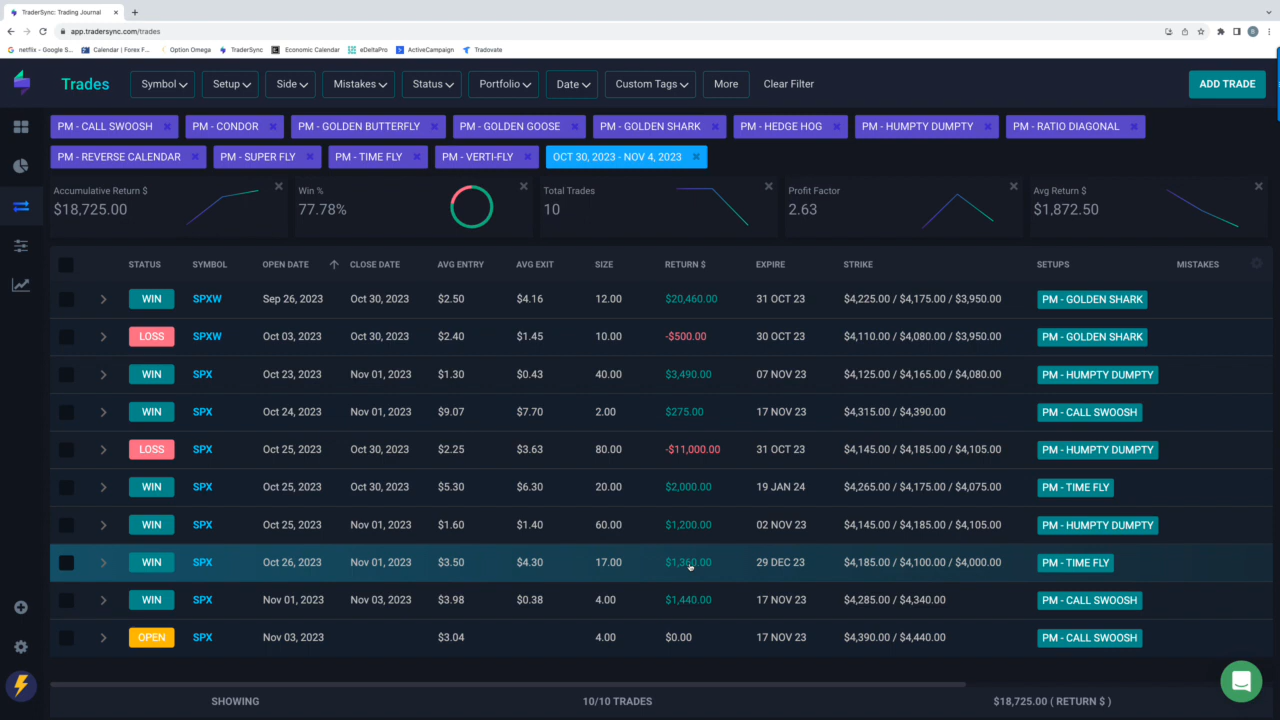 TraderSync: Trading Journal
app.tradersync.com/trades
netflix - Google S... Calendar | Forex F... Option Omega TraderSync Economic Calendar eDeltaPro ActiveCampaign Tradovate
Trades Symbol Setup Side Mistakes Status Portfolio Date Custom Tags More Clear Filter ADD TRADE
PM - CALL SWOOSH PM - CONDOR PM - GOLDEN BUTTERFLY PM - GOLDEN GOOSE PM - GOLDEN SHARK PM - HEDGE HOG PM - HUMPTY DUMPTY PM - RATIO DIAGONAL
PM - REVERSE CALENDAR PM - SUPER FLY PM - TIME FLY PM - VERTI-FLY OCT 30, 2023 - NOV 4, 2023
Accumulative Return $ Win % Total Trades Profit Factor Avg Return $
$18,725.00 77.78% 10 2.63 $1,872.50
STATUS SYMBOL OPEN DATE CLOSE DATE AVG ENTRY AVG EXIT SIZE RETURN $ EXPIRE STRIKE SETUPS MISTAKES
WIN SPXW Sep 26, 2023 Oct 30, 2023 $2.50 $4.16 12.00 $20,460.00 31 OCT 23 $4,225.00 / $4,175.00 / $3,950.00 PM - GOLDEN SHARK
LOSS SPXW Oct 03, 2023 Oct 30, 2023 $2.40 $1.45 10.00 -$500.00 30 OCT 23 $4,110.00 / $4,080.00 / $3,950.00 PM - GOLDEN SHARK
WIN SPX Oct 23, 2023 Nov 01, 2023 $1.30 $0.43 40.00 $3,490.00 07 NOV 23 $4,125.00 / $4,165.00 / $4,080.00 PM - HUMPTY DUMPTY
WIN SPX Oct 24, 2023 Nov 01, 2023 $9.07 $7.70 2.00 $275.00 17 NOV 23 $4,315.00 / $4,390.00 PM - CALL SWOOSH
LOSS SPX Oct 25, 2023 Oct 30, 2023 $2.25 $3.63 80.00 -$11,000.00 31 OCT 23 $4,145.00 / $4,185.00 / $4,105.00 PM - HUMPTY DUMPTY
WIN SPX Oct 25, 2023 Oct 30, 2023 $5.30 $6.30 20.00 $2,000.00 19 JAN 24 $4,265.00 / $4,175.00 / $4,075.00 PM - TIME FLY
WIN SPX Oct 25, 2023 Nov 01, 2023 $1.60 $1.40 60.00 $1,200.00 02 NOV 23 $4,145.00 / $4,185.00 / $4,105.00 PM - HUMPTY DUMPTY
WIN SPX Oct 26, 2023 Nov 01, 2023 $3.50 $4.30 17.00 $1,360.00 29 DEC 23 $4,185.00 / $4,100.00 / $4,000.00 PM - TIME FLY
WIN SPX Nov 01, 2023 Nov 03, 2023 $3.98 $0.38 4.00 $1,440.00 17 NOV 23 $4,285.00 / $4,340.00 PM - CALL SWOOSH
OPEN SPX Nov 03, 2023 $3.04 4.00 $0.00 17 NOV 23 $4,390.00 / $4,440.00 PM - CALL SWOOSH
SHOWING 10/10 TRADES $18,725.00 ( RETURN $ )